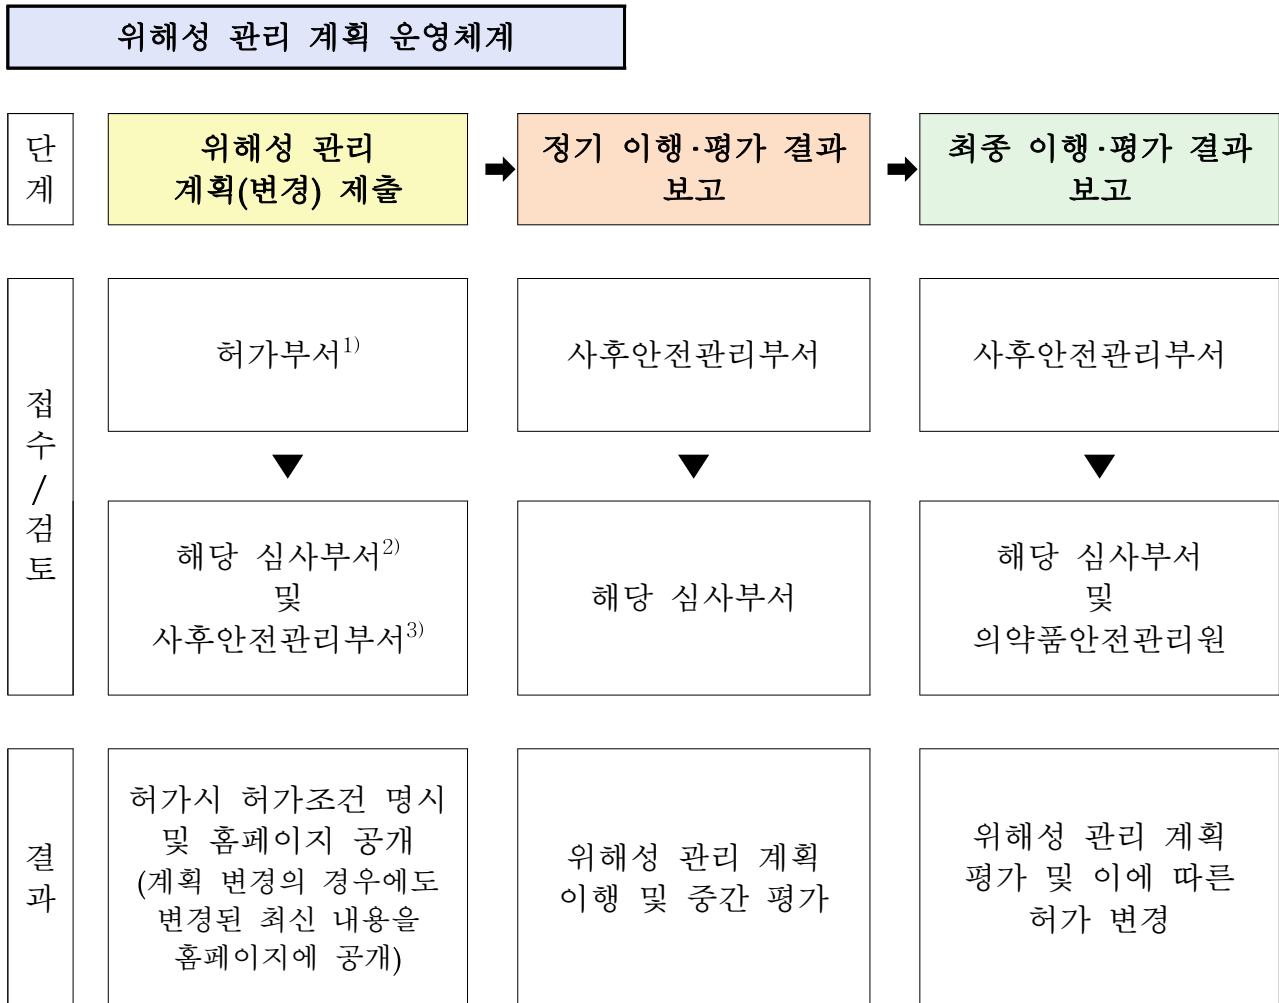 위해성 관리 계획 운영체계
단
계
위해성 관리
계획(변경) 제출
정기 이행·평가 결과
보고
최종 이행·평가 결과
보고
접
수
/
검
토
허가부서1)
사후안전관리부서
사후안전관리부서
해당 심사부서2)
및
사후안전관리부서3)
해당 심사부서
해당 심사부서
및
의약품안전관리원
결
과
허가시 허가조건 명시
및 홈페이지 공개
(계획 변경의 경우에도
변경된 최신 내용을
홈페이지에 공개)
위해성 관리 계획
이행 및 중간 평가
위해성 관리 계획
평가 및 이에 따른
허가 변경